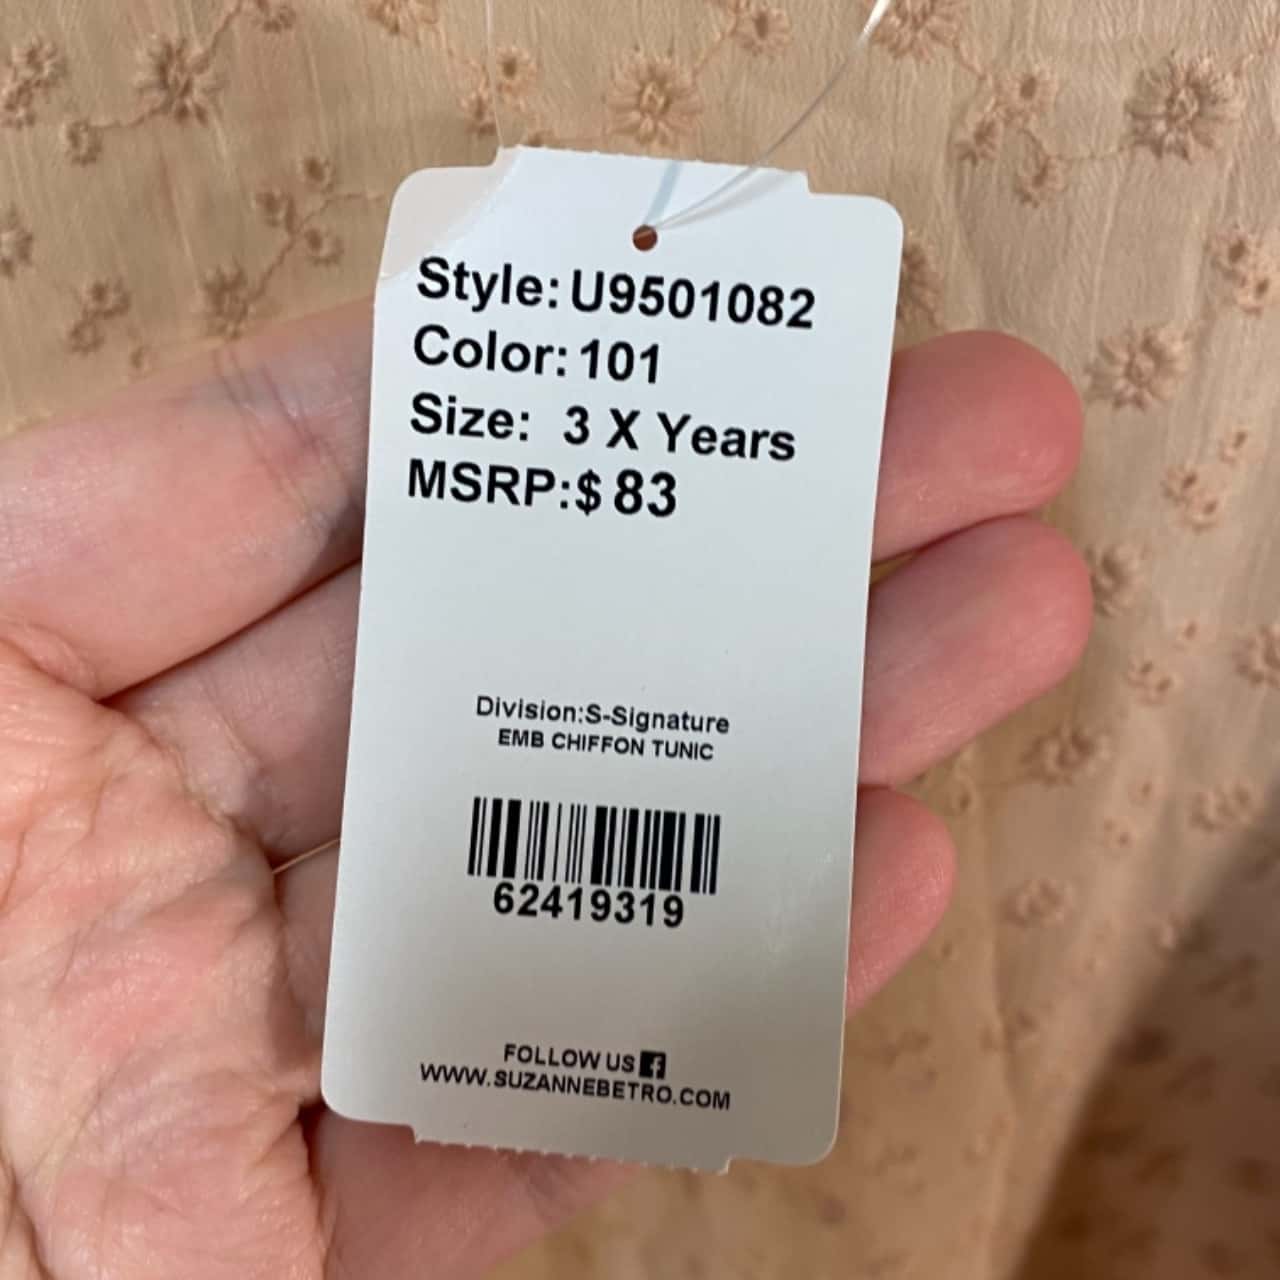 Style: U9501082
Color: 101
Size: 3 X Years
MSRP:$ 83
Division:S-Signature
EMB CHIFFON TUNIC
62419319
FOLLOW US f
WWW.SUZANNEBETRO.COM